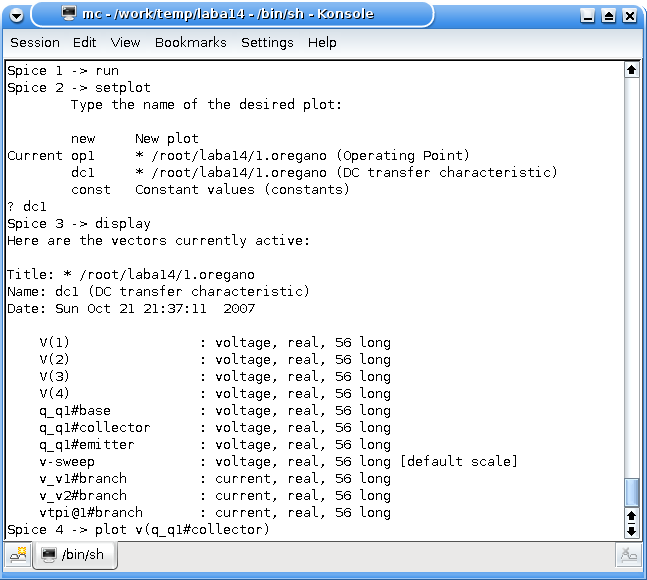 mc - /work/temp/laba14 - /bin/sh - Konsole
Session Edit View Bookmarks Settings Help
Spice 1 -> run
Spice 2 -> setplot
Type the name of the desired plot:
new New plot
Current op1 * /root/laba14/1.oregano (Operating Point)
dc1 * /root/laba14/1.oregano (DC transfer characteristic)
const Constant values (constants)
? dc1
Spice 3 -> display
Here are the vectors currently active:
Title: * /root/laba14/1.oregano
Name: dc1 (DC transfer characteristic)
Date: Sun Oct 21 21:37:11 2007
V(1) : voltage, real, 56 long
V(2) : voltage, real, 56 long
V(3) : voltage, real, 56 long
V(4) : voltage, real, 56 long
q_q1#base : voltage, real, 56 long
q_q1#collector : voltage, real, 56 long
q_q1#emitter : voltage, real, 56 long
v-sweep : voltage, real, 56 long [default scale]
v_v1#branch : current, real, 56 long
v_v2#branch : current, real, 56 long
vtpi@1#branch : current, real, 56 long
Spice 4 -> plot v(q_q1#collector)
/bin/sh